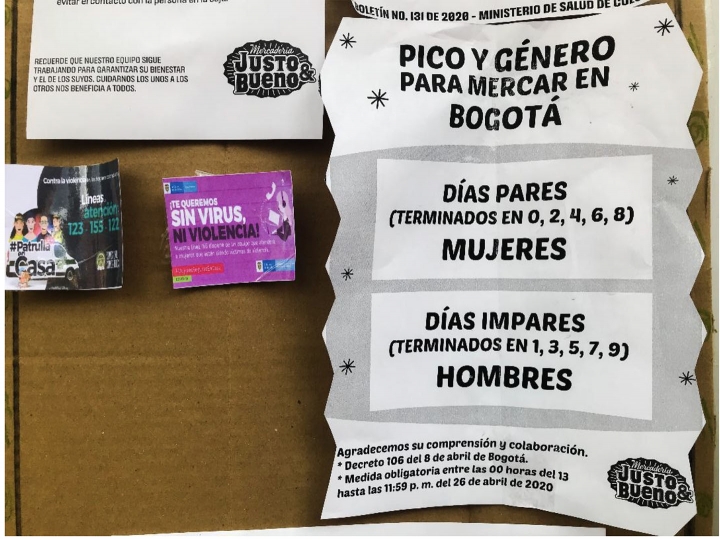 evitar el contacto con la persona en la caja.
RECUERDE QUE NUESTRO EQUIPO SIGUE
TRABAJANDO PARA GARANTIZAR SU BIENESTAR
Y EL DE LOS SUYOS. CUIDARNOS LOS UNOS A LOS
OTROS NOS BENEFICIA A TODOS.
Mercadería
JUSTO &
BUENO
Contra la violencia
Líneas
atención
123 - 153 - 122
#Patrulla
en
Casa
¡TE QUEREMOS
SIN VIRUS,
NI VIOLENCIA!
BOLETÍN NO. 131 DE 2020 - MINISTERIO DE SALUD DE
PICO Y GÉNERO
PARA MERCAR EN
BOGOTÁ
DÍAS PARES
(TERMINADOS EN 0, 2, 4, 6, 8)
MUJERES
DÍAS IMPARES
(TERMINADOS EN 1, 3, 5, 7, 9)
HOMBRES
Agradecemos su comprensión y colaboración.
* Decreto 106 del 8 de abril de Bogotá.
* Medida obligatoria entre las 00 horas del 13
hasta las 11:59 p. m. del 26 de abril de 2020
Mercadería
JUSTO &
BUENO